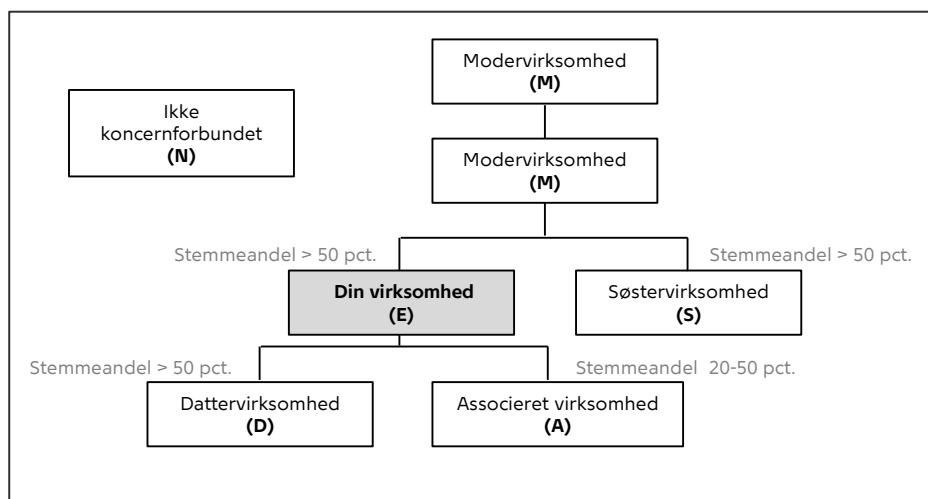 Modervirksomhed
(M)
Ikke
koncernforbundet
(N)
Modervirksomhed
(M)
Stemmeandel > 50 pct.
Stemmeandel > 50 pct.
Din virksomhed
(E)
Søstervirksomhed
(S)
Stemmeandel > 50 pct.
Stemmeandel 20-50 pct.
Dattervirksomhed
(D)
Associeret virksomhed
(A)